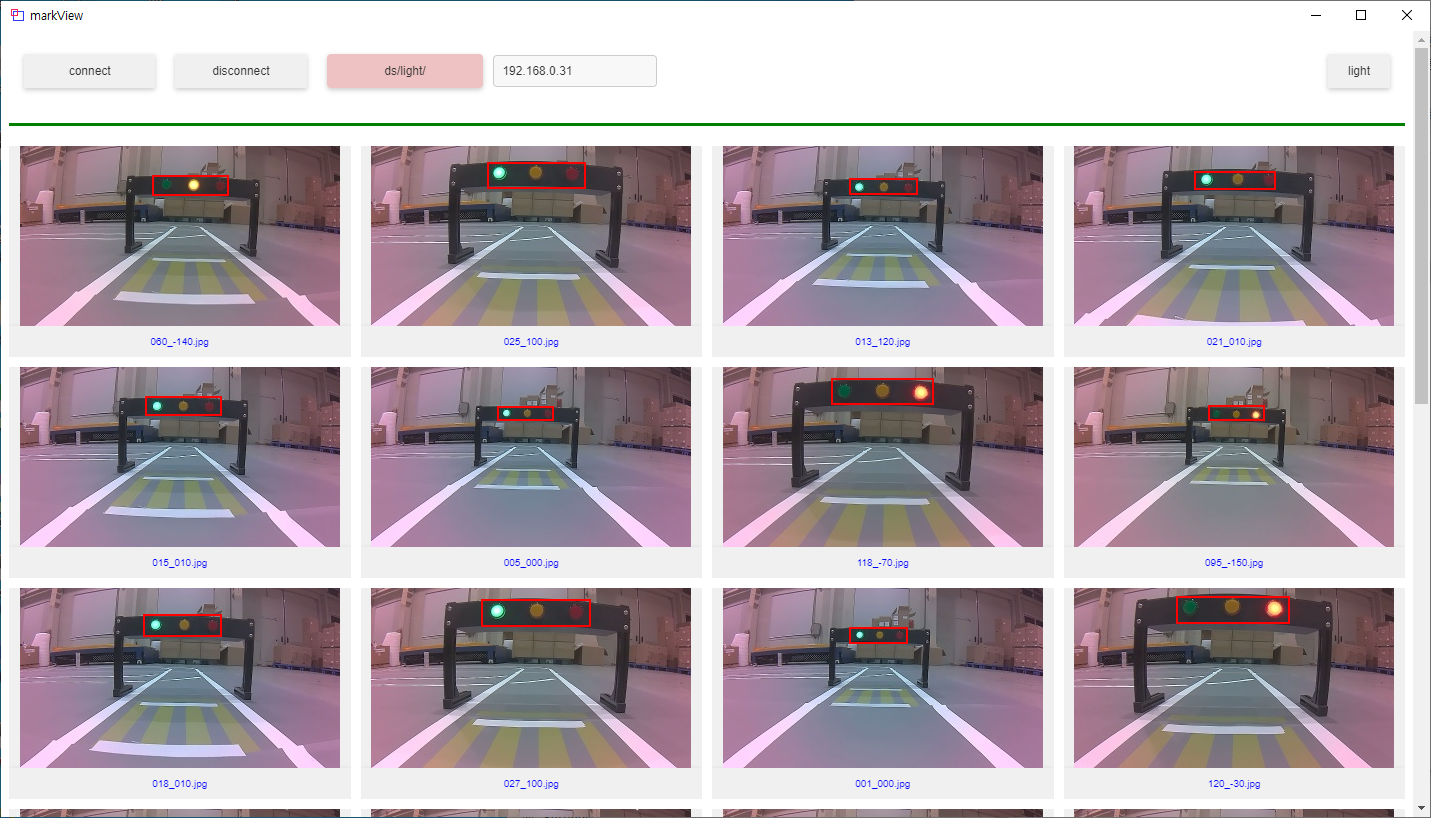 markView
connect disconnect ds/light/ 192.168.0.31 light
060_-140.jpg 025_100.jpg 013_120.jpg 021_010.jpg
015_010.jpg 005_000.jpg 118_-70.jpg 095_-150.jpg
018_010.jpg 027_100.jpg 001_000.jpg 120_-30.jpg